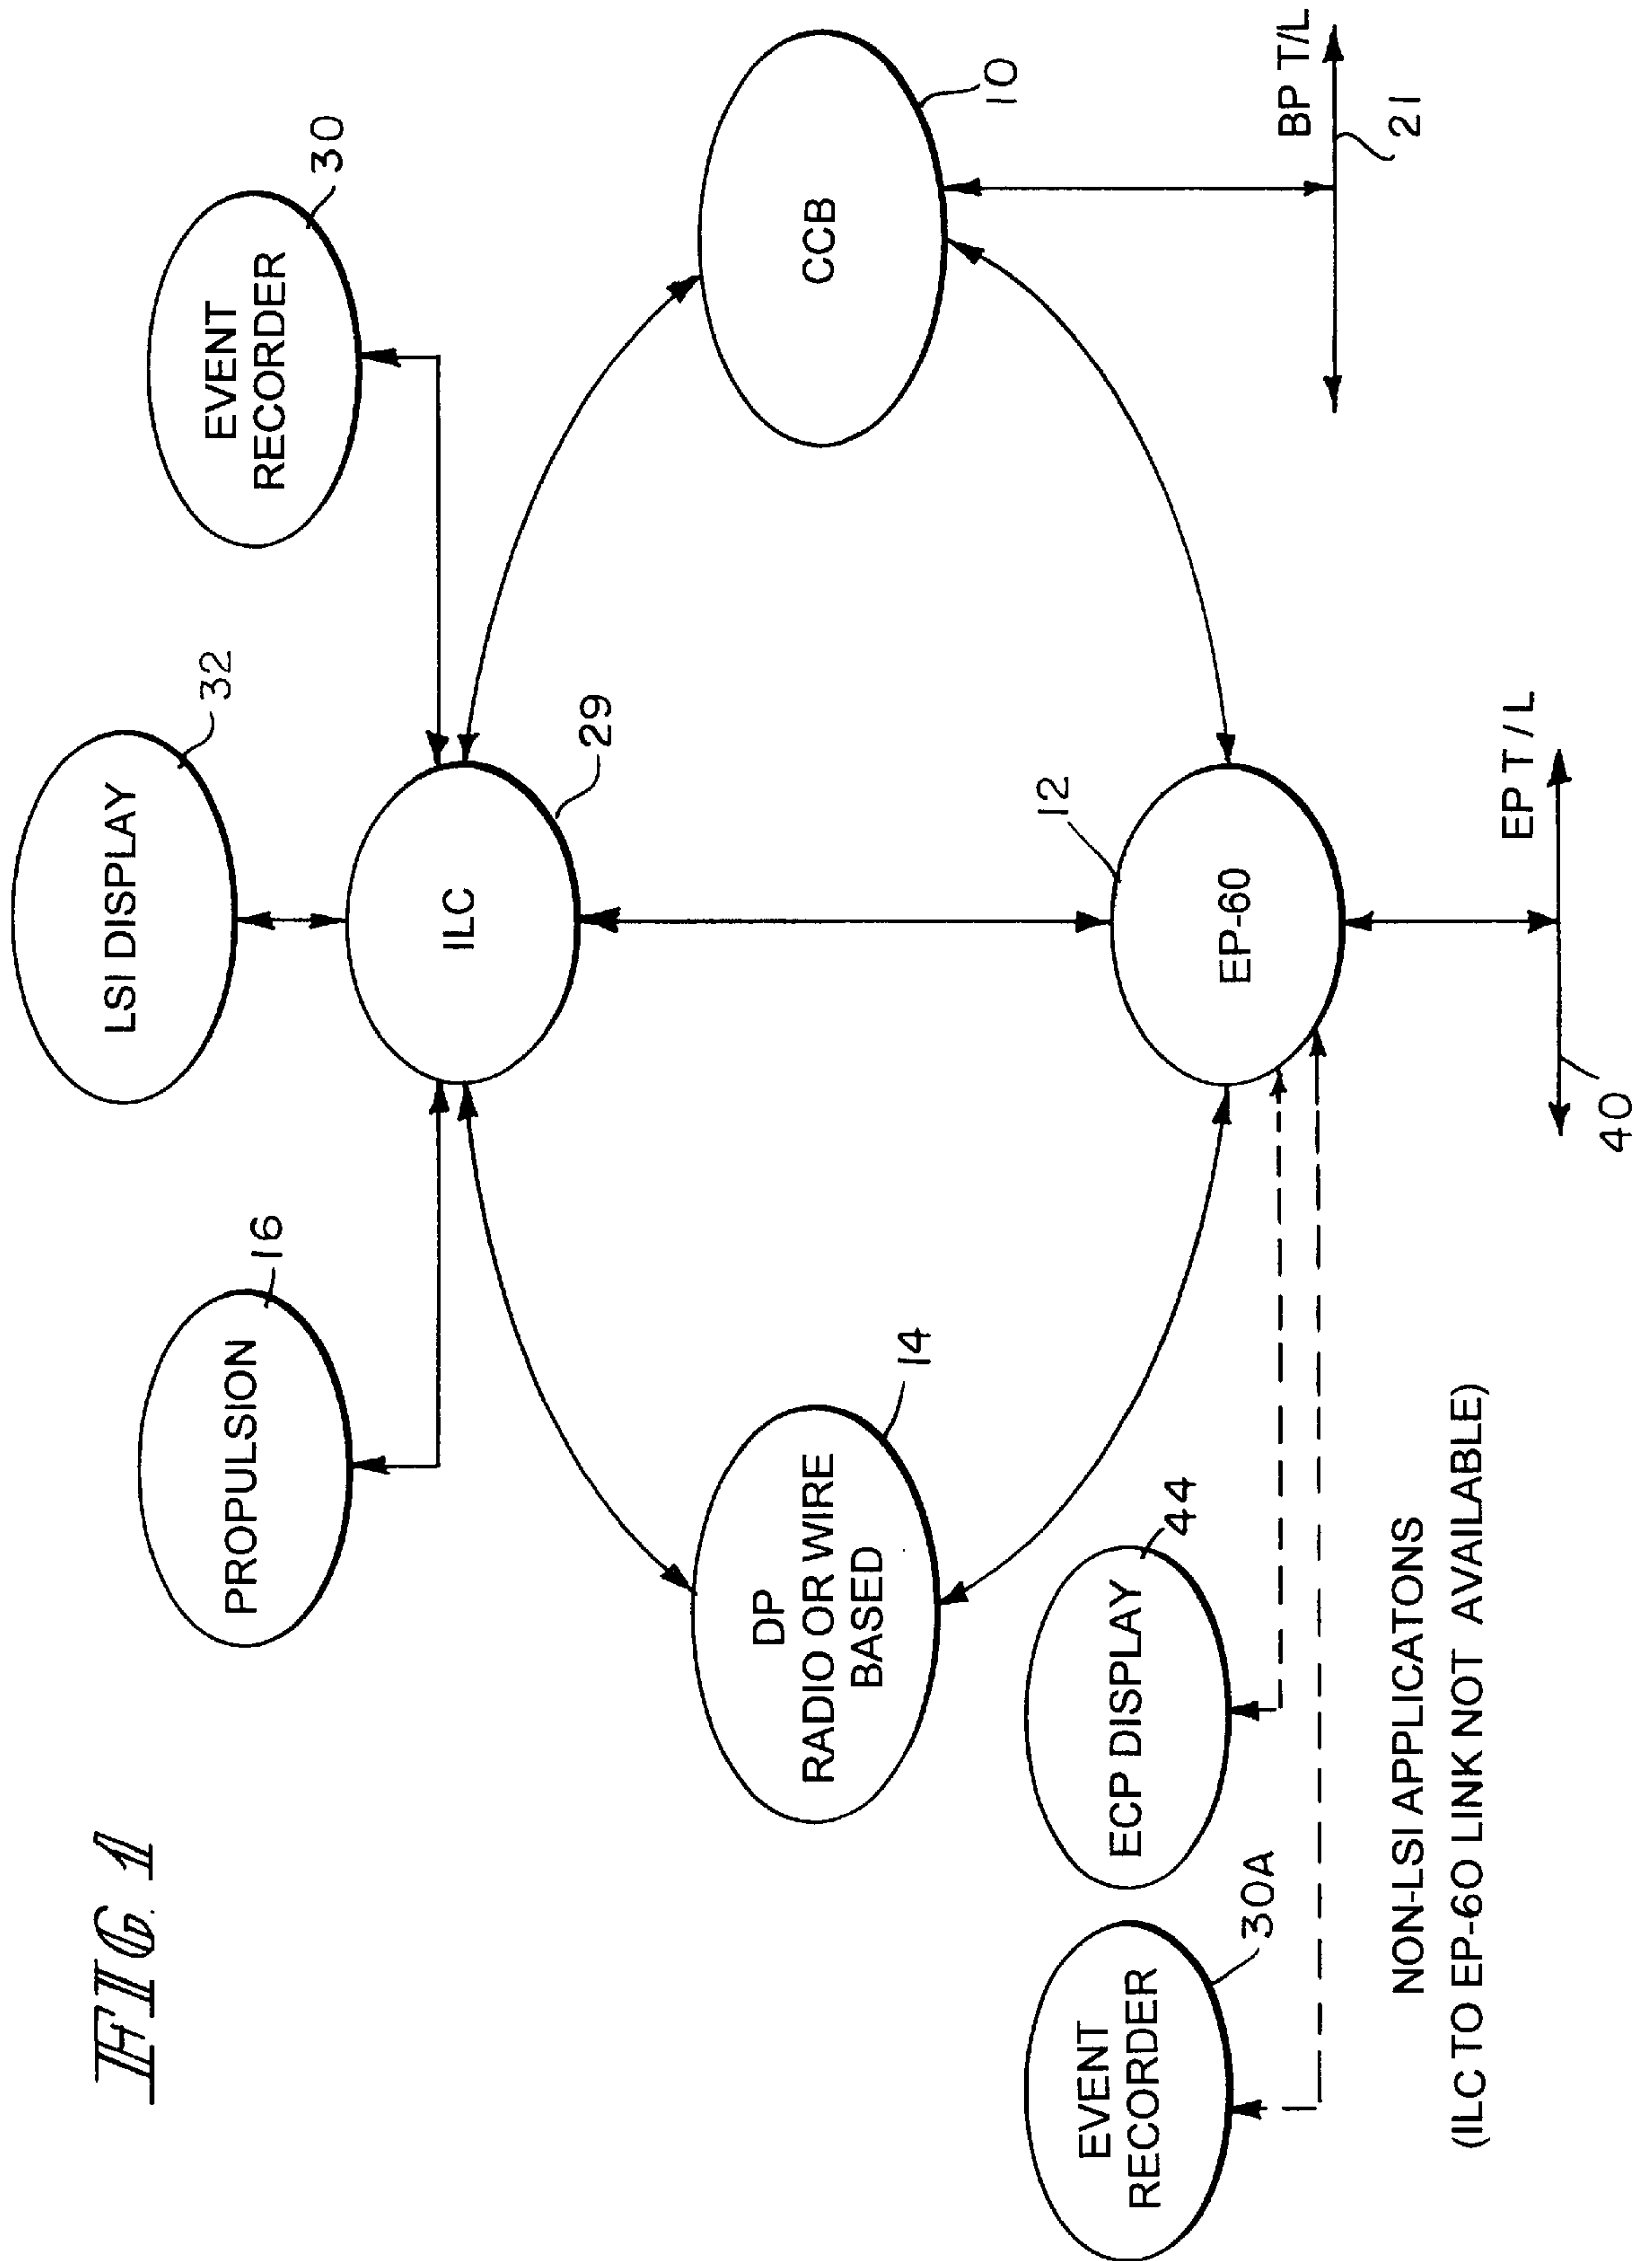 FIG. 1
LSI DISPLAY
32
PROPULSION
16
EVENT
RECORDER
30
ILC
29
DP
RADIO OR WIRE
BASED
14
CCB
10
EVENT
RECORDER
30A
ECP DISPLAY
44
EP-60
12
BP T/L
21
EP T/L
40
NON-LSI APPLICATONS
(ILC TO EP-60 LINK NOT AVAILABLE)